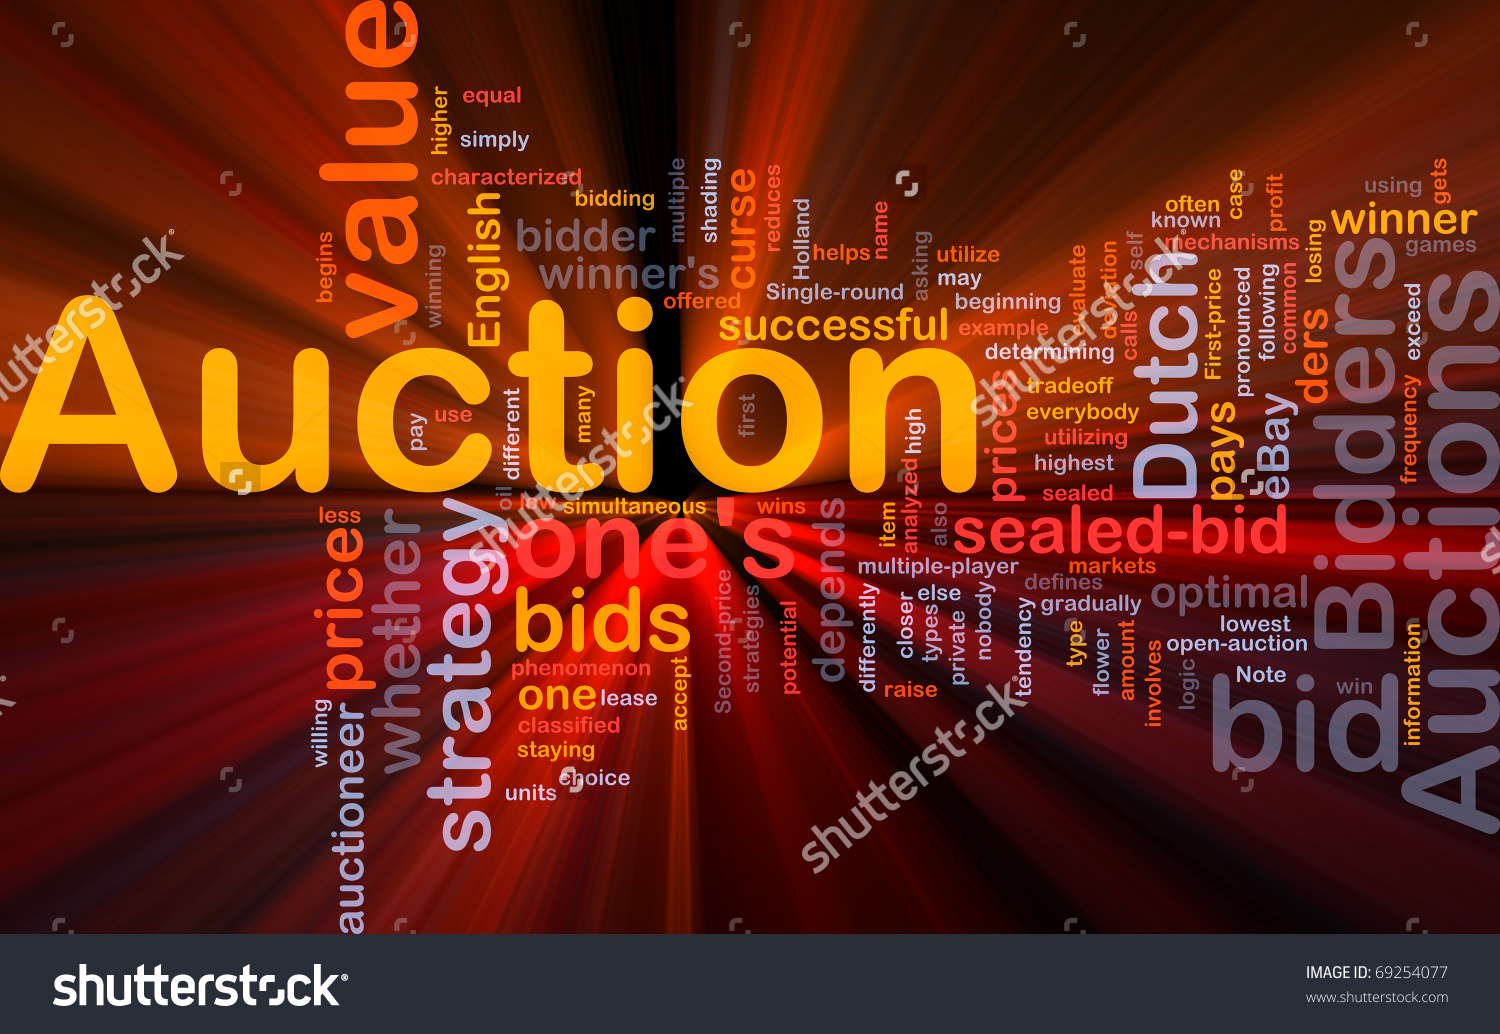 value
higher
equal
simply
characterized
bidding
English
bidder
winner's
multiple
shading
curse
reduces
Holland
helps
name
asking
utilize
may
beginning
Single-round
offered
successful
example
determining
evaluate
deviation
calls
self
often
known
mechanisms
case
profit
gets
using
winner
games
losing
begins
winning
Auction
Dutch
First-price
pronounced
following
common
ders
Bidders
exceed
Auctions
tradeoff
everybody
utilizing
highest
sealed
prices
pays
eBay
frequency
pay
use
different
many
first
high
oil
low
simultaneous
one's
wins
item
analyzed
also
sealed-bid
less
price
whether
strategy
bids
phenomenon
one
lease
classified
staying
choice
units
accept
Second-price
strategies
potential
depends
multiple-player
differently
else
closer
types
private
nobody
raise
markets
defines
gradually
tendency
type
flower
amount
involves
logic
optimal
lowest
open-auction
Note
win
bid
information
willing
auctioneer
shutterstock
shutterstock
shutterstock
shutterstock
shutterstock
IMAGE ID: 69254077
www.shutterstock.com